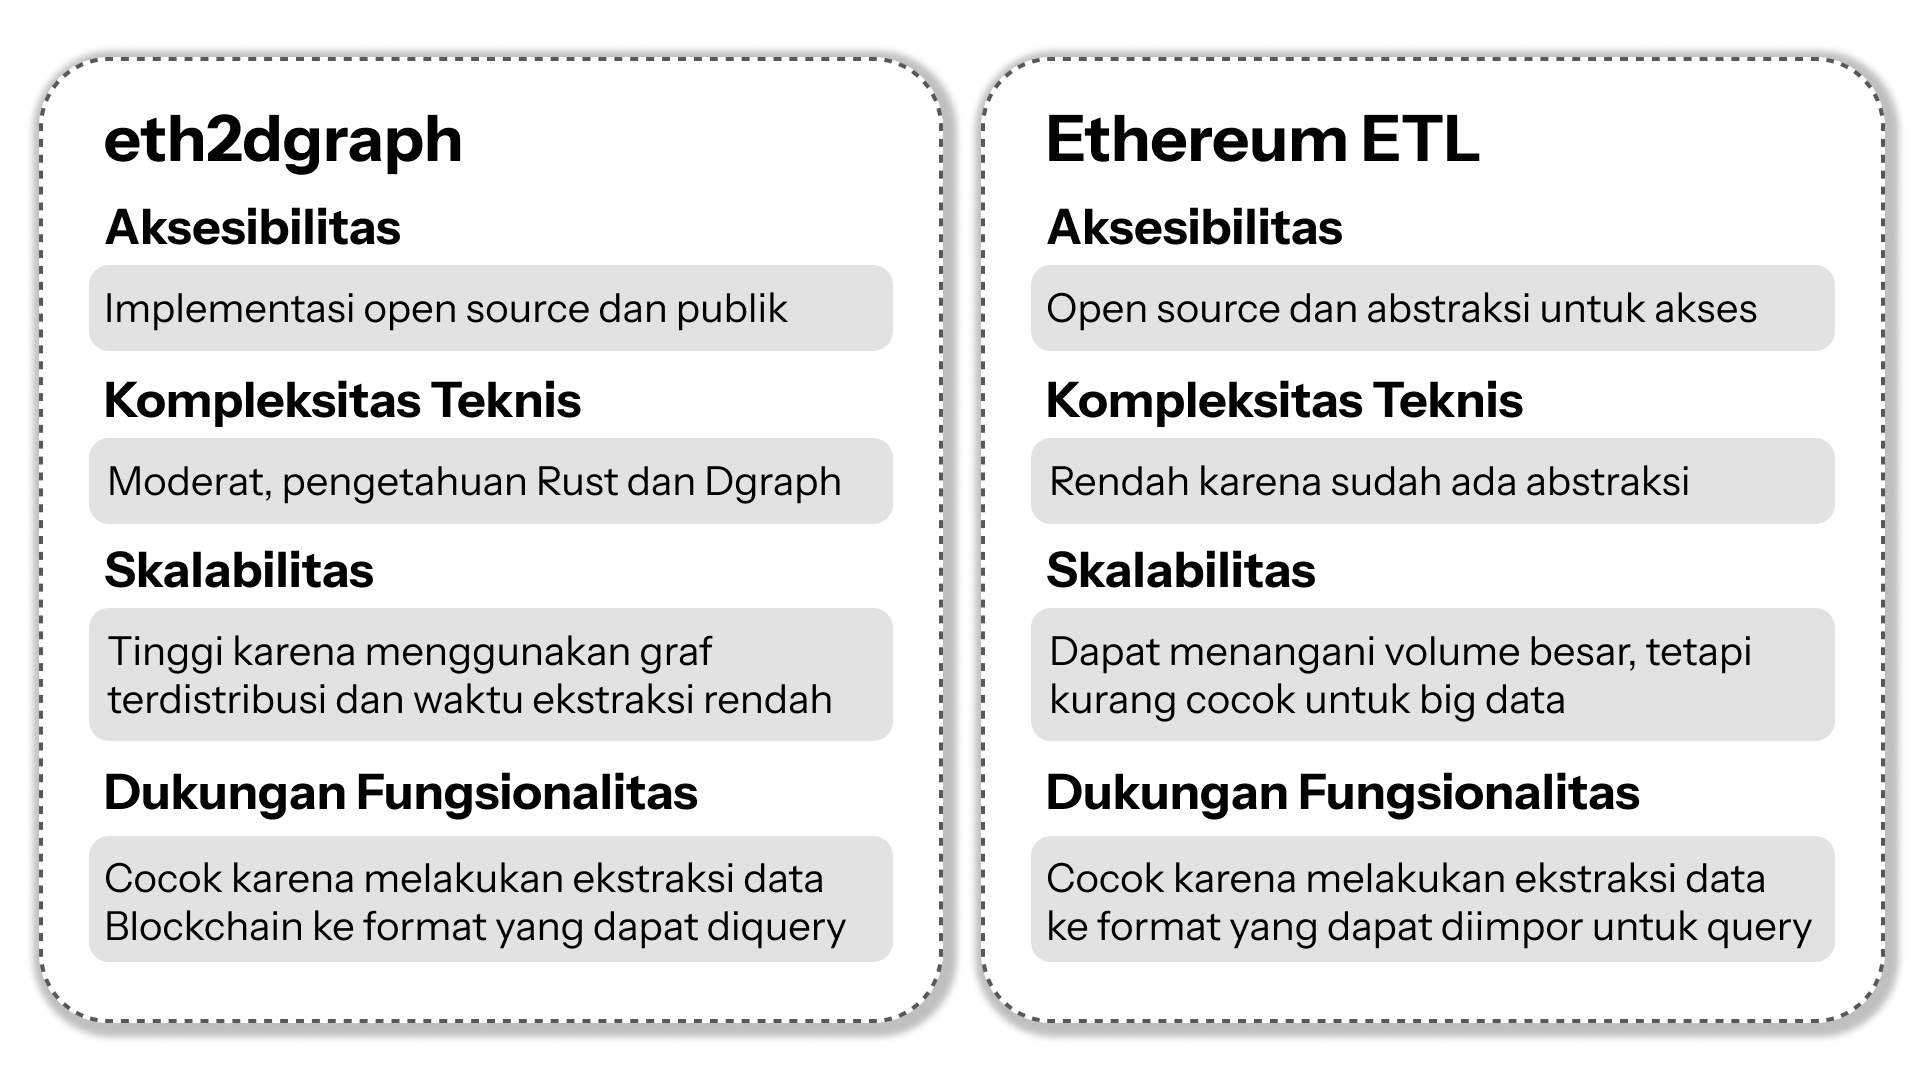 eth2dgraph
Aksesibilitas
Implementasi open source dan publik
Kompleksitas Teknis
Moderat, pengetahuan Rust dan Dgraph
Skalabilitas
Tinggi karena menggunakan graf
terdistribusi dan waktu ekstraksi rendah
Dukungan Fungsionalitas
Cocok karena melakukan ekstraksi data
Blockchain ke format yang dapat diquery
Ethereum ETL
Aksesibilitas
Open source dan abstraksi untuk akses
Kompleksitas Teknis
Rendah karena sudah ada abstraksi
Skalabilitas
Dapat menangani volume besar, tetapi
kurang cocok untuk big data
Dukungan Fungsionalitas
Cocok karena melakukan ekstraksi data
ke format yang dapat diimpor untuk query